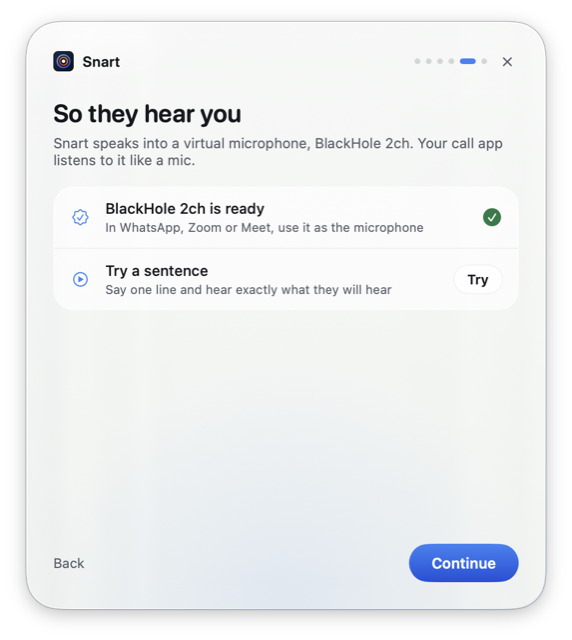 Snart
So they hear you
Snart speaks into a virtual microphone, BlackHole 2ch. Your call app
listens to it like a mic.
BlackHole 2ch is ready
In WhatsApp, Zoom or Meet, use it as the microphone
Try a sentence
Say one line and hear exactly what they will hear
Try
Back
Continue